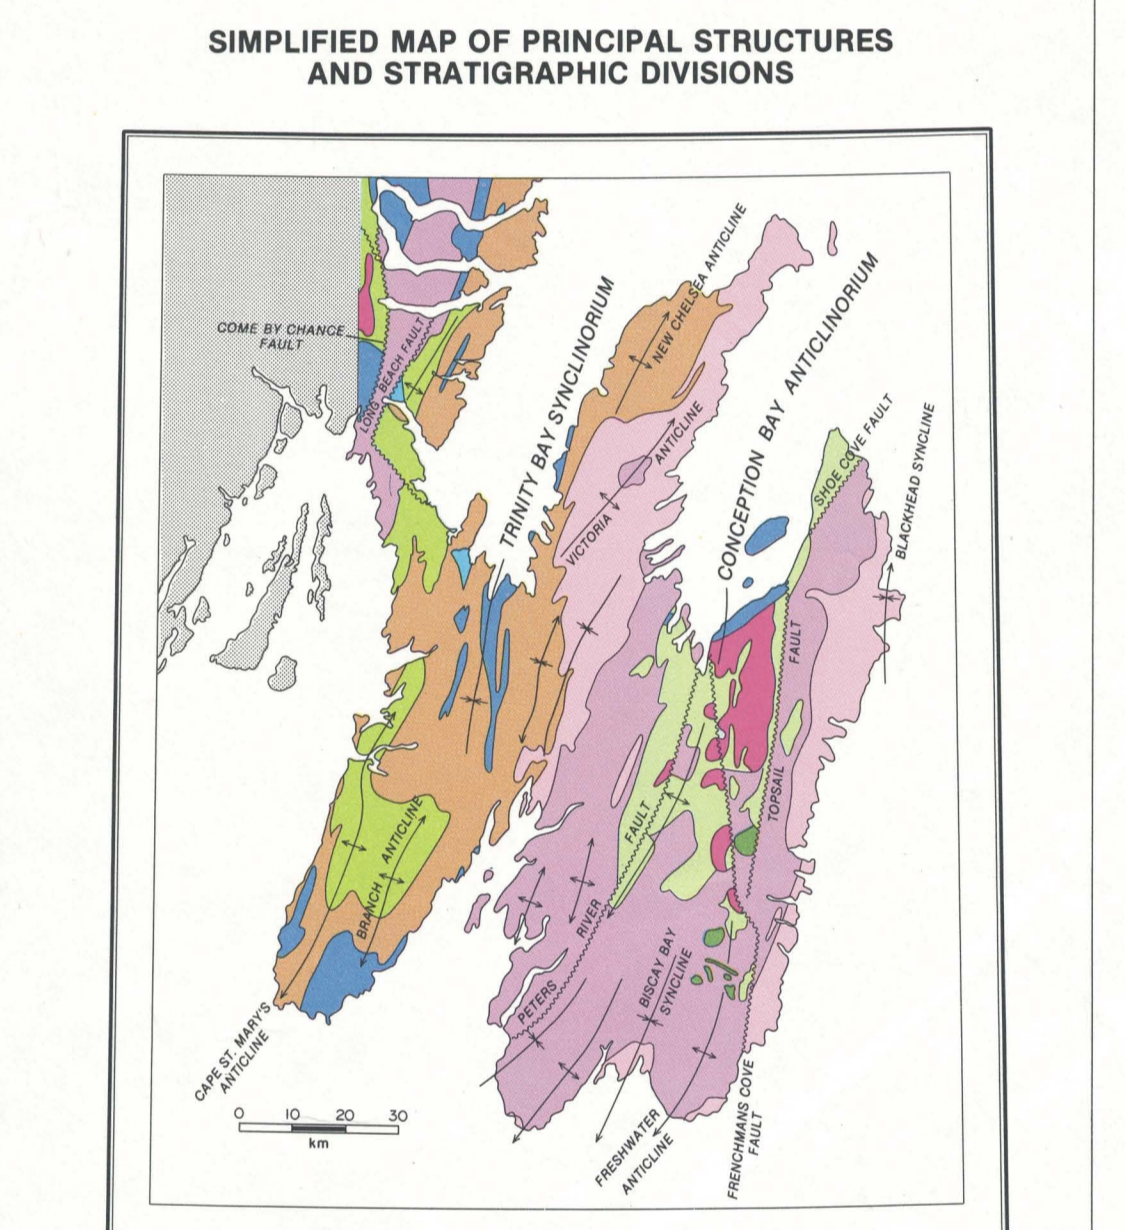 SIMPLIFIED MAP OF PRINCIPAL STRUCTURES
AND STRATIGRAPHIC DIVISIONS
NEW CHELSEA ANTICLINE
TRINITY BAY SYNCLINORIUM
CONCEPTION BAY ANTICLINORIUM
COME BY CHANCE
FAULT
LONG BEACH FAULT
VICTORIA ANTICLINE
SHOE COVE FAULT
BLACKHEAD SYNCLINE
TOPSAIL FAULT
BRANCH ANTICLINE
PETERS RIVER FAULT
BISCAY BAY
SYNCLINE
CAPE ST. MARY'S
ANTICLINE
FRESHWATER
ANTICLINE
FRENCHMANS COVE
FAULT
0 10 20 30
km